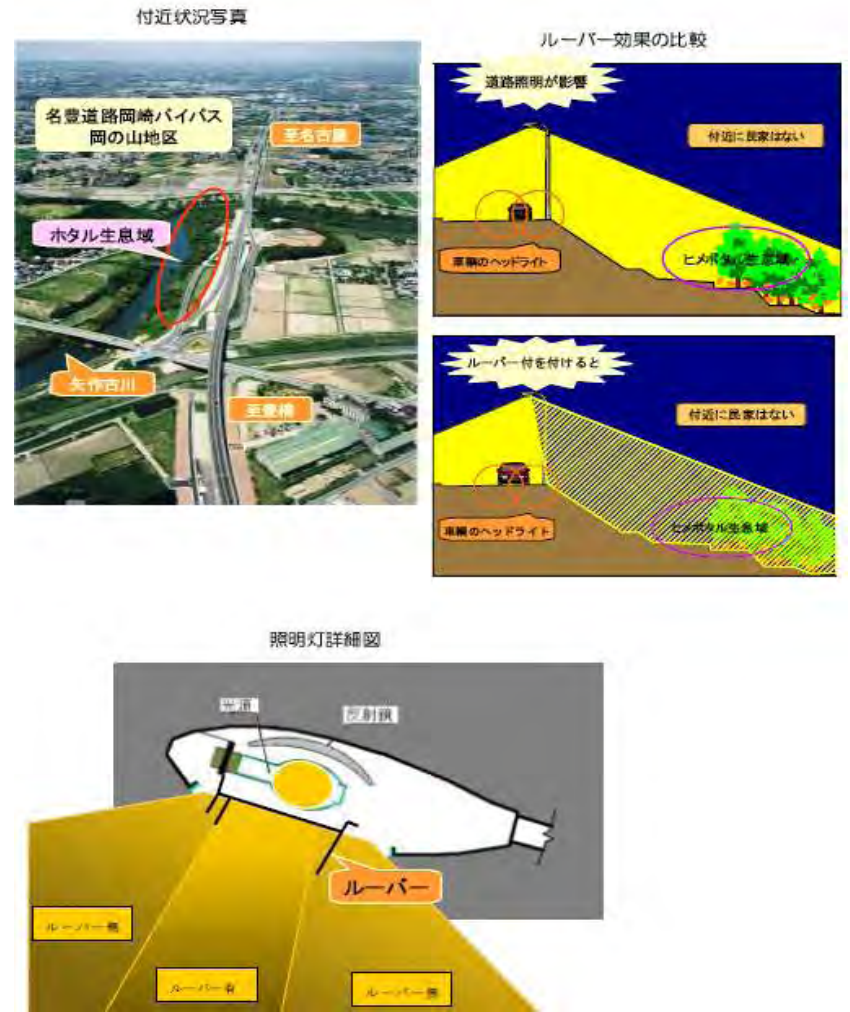 付近状況写真
名豊道路岡崎バイパス
岡の山地区
至名古屋
ホタル生息域
矢作古川
至豊橋
ルーバー効果の比較
道路照明が影響
付近に民家はない
車輛のヘッドライト
ヒメホタル生息域
ルーバー付を付けると
付近に民家はない
車輛のヘッドライト
ヒメホタル生息域
照明灯詳細図
光源
反射鏡
ルーバー
ルーバー無
ルーバー有
ルーバー無